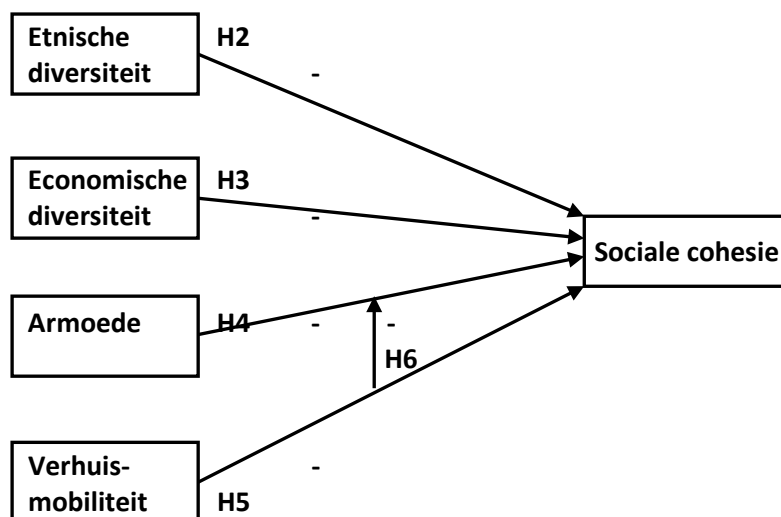 Etnische
diversiteit
H2
-
Economische
diversiteit
H3
-
Sociale cohesie
Armoede
H4
-
-
H6
Verhuis-
mobiliteit
-
H5